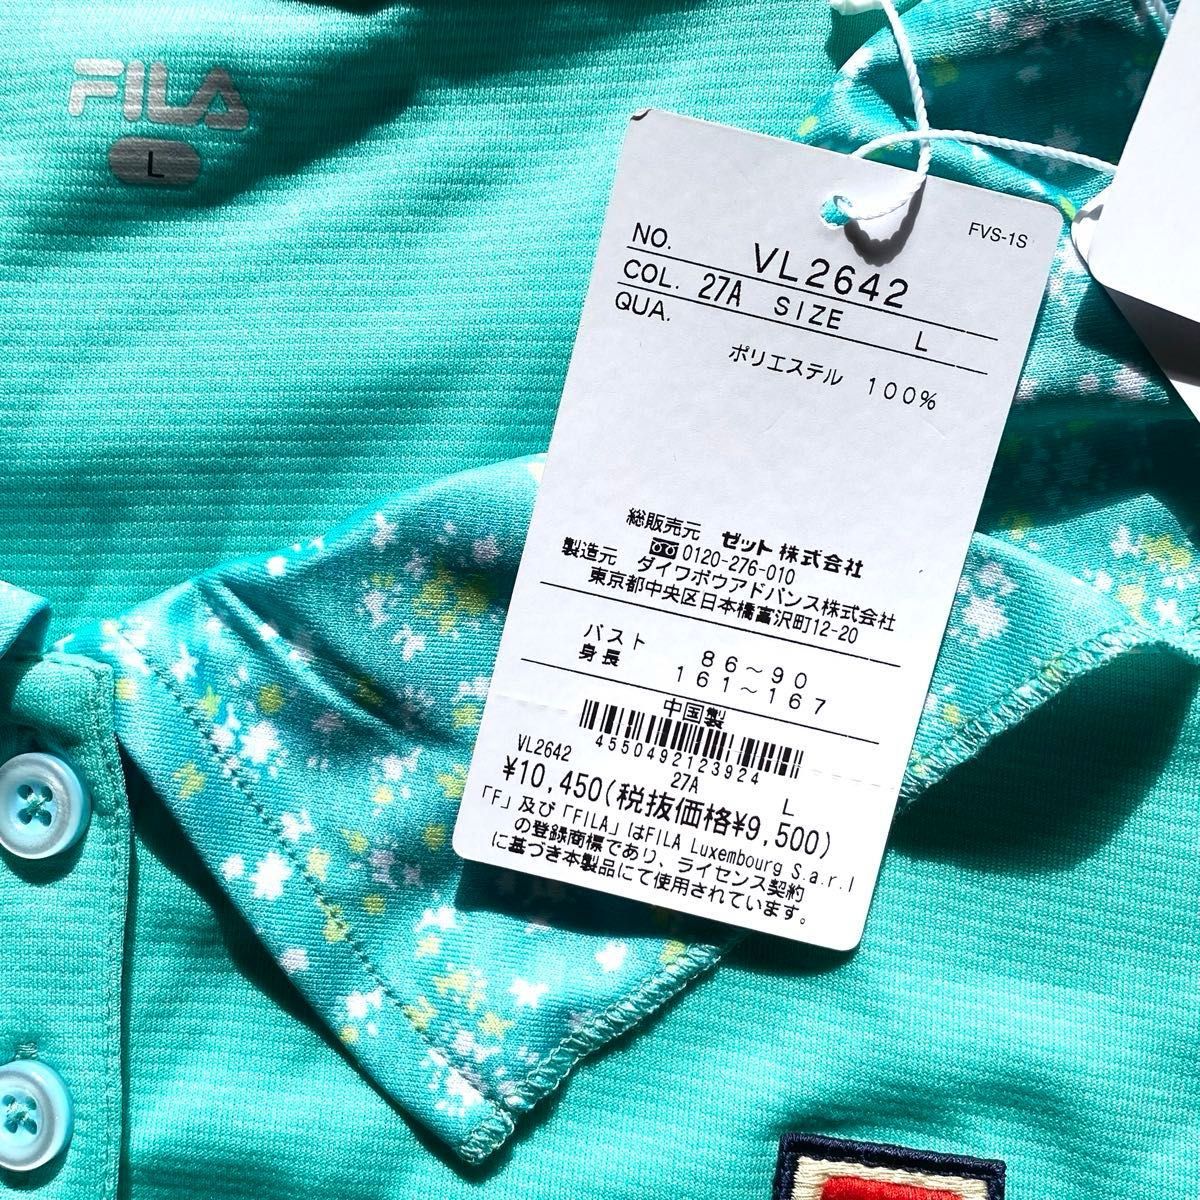 FILA
L
FVS-1S
NO. VL2642
COL. 27A SIZE L
QUA.
ポリエステル 100%
総販売元 ゼット株式会社
0120-276-010
製造元 ダイワボウアドバンス株式会社
東京都中央区日本橋富沢町12-20
バスト 86~90
身長 161~167
中国製
4550492123924
VL2642 27A L
¥10,450(税抜価格¥9,500)
「F」及び「FILA」はFILA Luxembourg S.a.r.l
の登録商標であり、ライセンス契約
に基づき本製品にて使用されています。